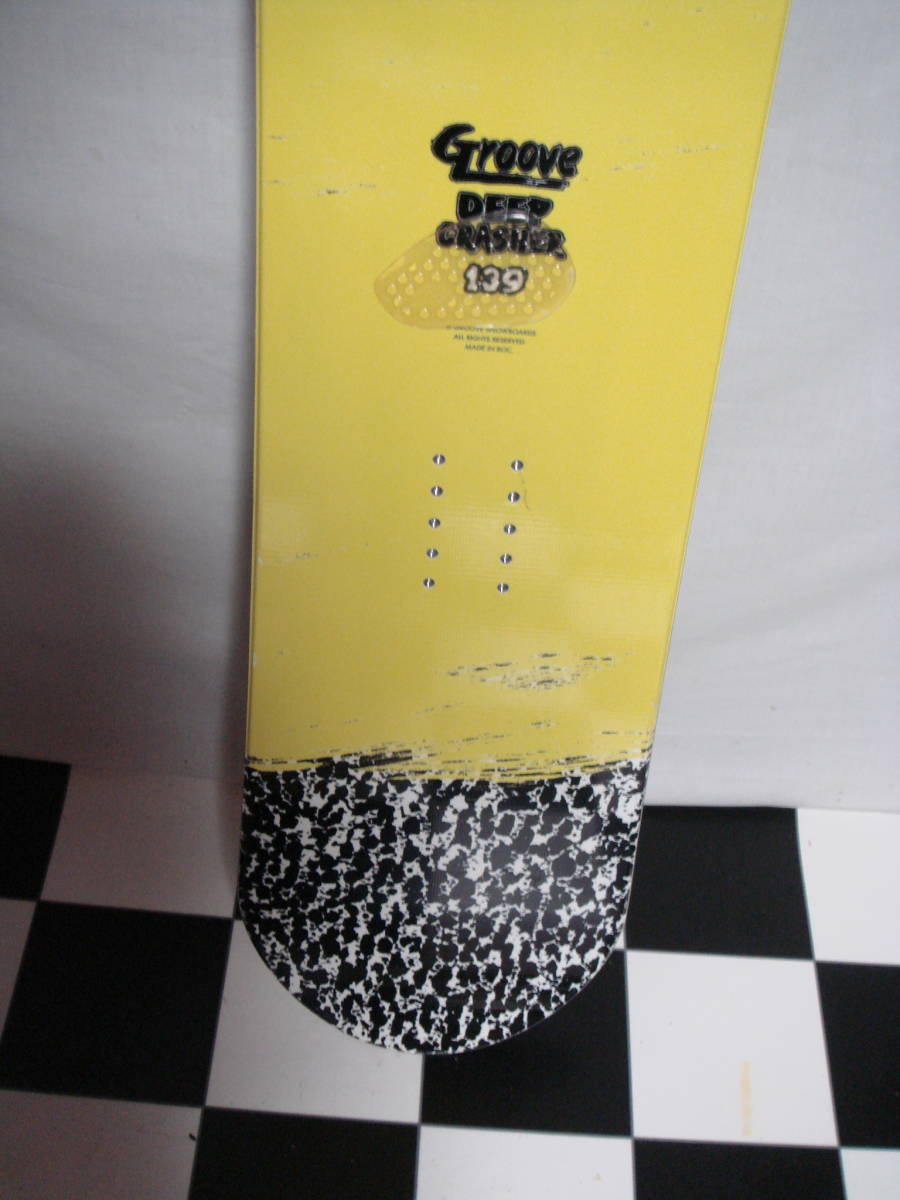 Groove
DEEP
CRASHER
139
© GROOVE SNOWBOARDS
ALL RIGHTS RESERVED.
MADE IN ROC.